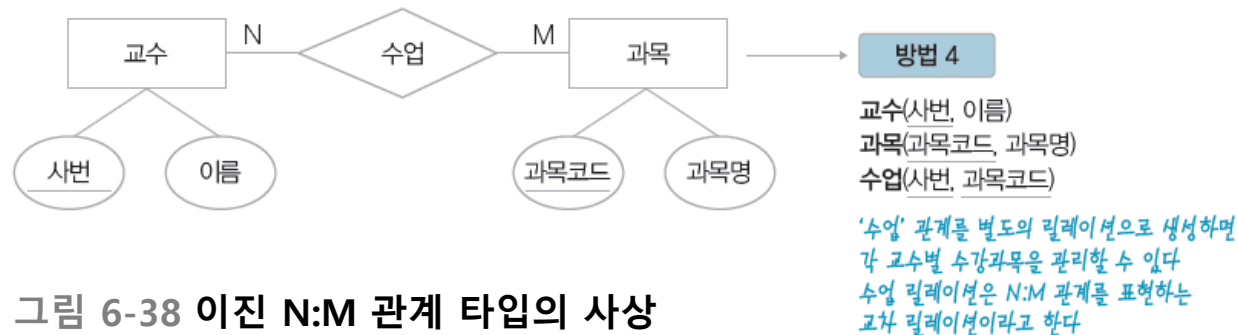 교수
N
수업
M
과목
사번
이름
과목코드
과목명
방법 4
교수(사번, 이름)
과목(과목코드, 과목명)
수업(사번, 과목코드)
'수업' 관계를 별도의 릴레이션으로 생성하면
각 교수별 수강과목을 관리할 수 있다
수업 릴레이션은 N:M 관계를 표현하는
교차 릴레이션이라고 한다
그림 6-38 이진 N:M 관계 타입의 사상